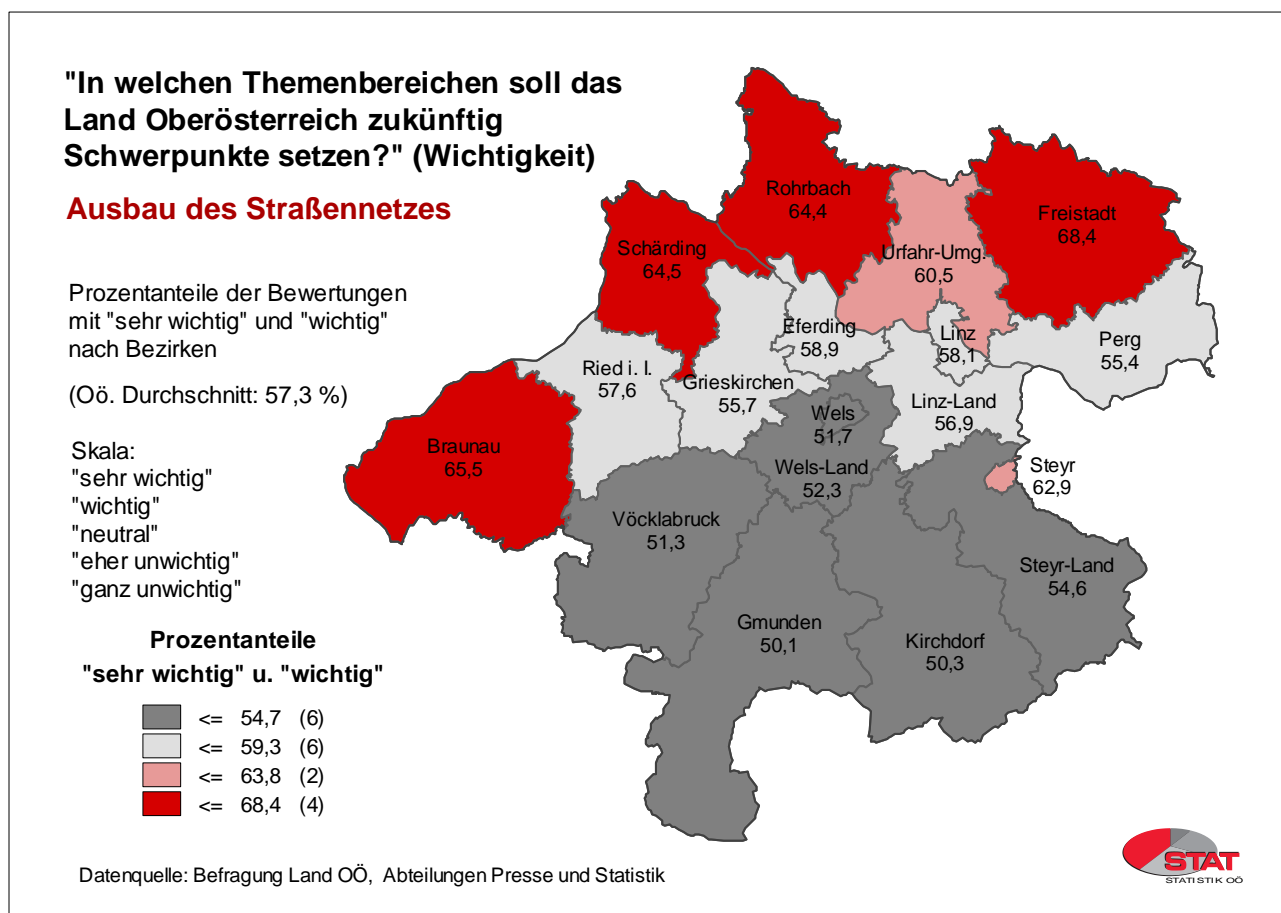 "In welchen Themenbereichen soll das
Land Oberösterreich zukünftig
Schwerpunkte setzen?" (Wichtigkeit)
Ausbau des Straßennetzes
Prozentanteile der Bewertungen
mit "sehr wichtig" und "wichtig"
nach Bezirken
(Oö. Durchschnitt: 57,3 %)
Skala:
"sehr wichtig"
"wichtig"
"neutral"
"eher unwichtig"
"ganz unwichtig"
Prozentanteile
"sehr wichtig" u. "wichtig"
<= 54,7 (6)
<= 59,3 (6)
<= 63,8 (2)
<= 68,4 (4)
Rohrbach
64,4
Freistadt
68,4
Schärding
64,5
Urfahr-Umg.
60,5
Eferding
58,9
Linz
58,1
Perg
55,4
Ried i. I.
57,6
Grieskirchen
55,7
Wels
51,7
Linz-Land
56,9
Braunau
65,5
Wels-Land
52,3
Steyr
62,9
Vöcklabruck
51,3
Steyr-Land
54,6
Gmunden
50,1
Kirchdorf
50,3
Datenquelle: Befragung Land OÖ, Abteilungen Presse und Statistik
STAT
STATISTIK OÖ